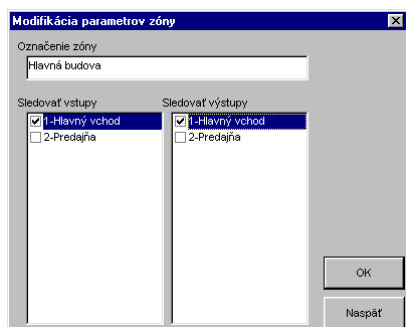 Modifikácia parametrov zóny
Označenie zóny
Hlavná budova
Sledovať vstupy
Sledovať výstupy
1-Hlavný vchod
2-Predajňa
1-Hlavný vchod
2-Predajňa
OK
Naspäť